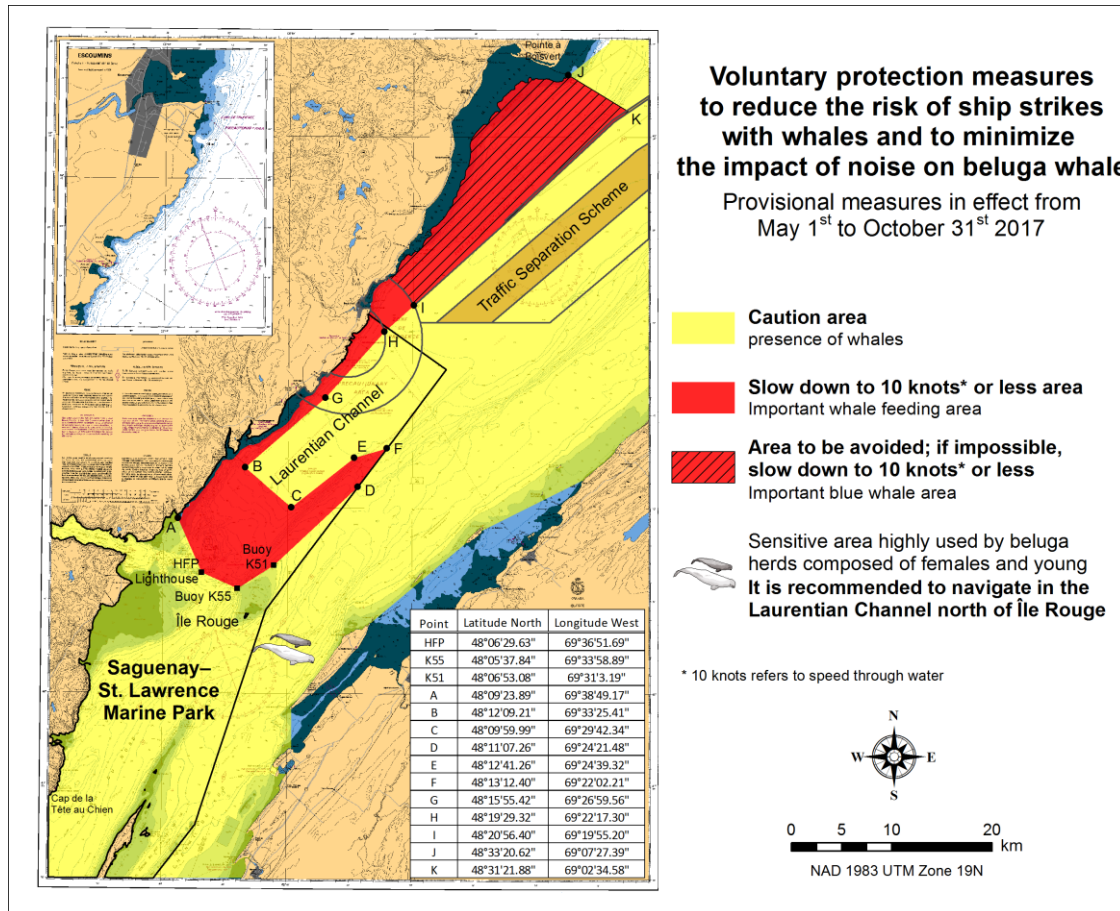 ESCOUMINS
Pointe à
Boisvert
J
K
Traffic Separation Scheme
I
H
G
Laurentian Channel
B
E
F
C
D
A
Buoy
K51
HFP
Lighthouse
Buoy K55
Île Rouge
Saguenay–
St. Lawrence
Marine Park
Cap de la
Tête au Chien
Point Latitude North Longitude West
HFP 48°06'29.63" 69°36'51.69"
K55 48°05'37.84" 69°33'58.89"
K51 48°06'53.08" 69°31'3.19"
A 48°09'23.89" 69°38'49.17"
B 48°12'09.21" 69°33'25.41"
C 48°09'59.99" 69°29'42.34"
D 48°11'07.26" 69°24'21.48"
E 48°12'41.26" 69°24'39.32"
F 48°13'12.40" 69°22'02.21"
G 48°15'55.42" 69°26'59.56"
H 48°19'29.32" 69°22'17.30"
I 48°20'56.40" 69°19'55.20"
J 48°33'20.62" 69°07'27.39"
K 48°31'21.88" 69°02'34.58"
Voluntary protection measures
to reduce the risk of ship strikes
with whales and to minimize
the impact of noise on beluga whale
Provisional measures in effect from
May 1st to October 31st 2017
Caution area
presence of whales
Slow down to 10 knots* or less area
Important whale feeding area
Area to be avoided; if impossible,
slow down to 10 knots* or less
Important blue whale area
Sensitive area highly used by beluga
herds composed of females and young
It is recommended to navigate in the
Laurentian Channel north of Île Rouge
* 10 knots refers to speed through water
N
W E
S
0 5 10 20
km
NAD 1983 UTM Zone 19N